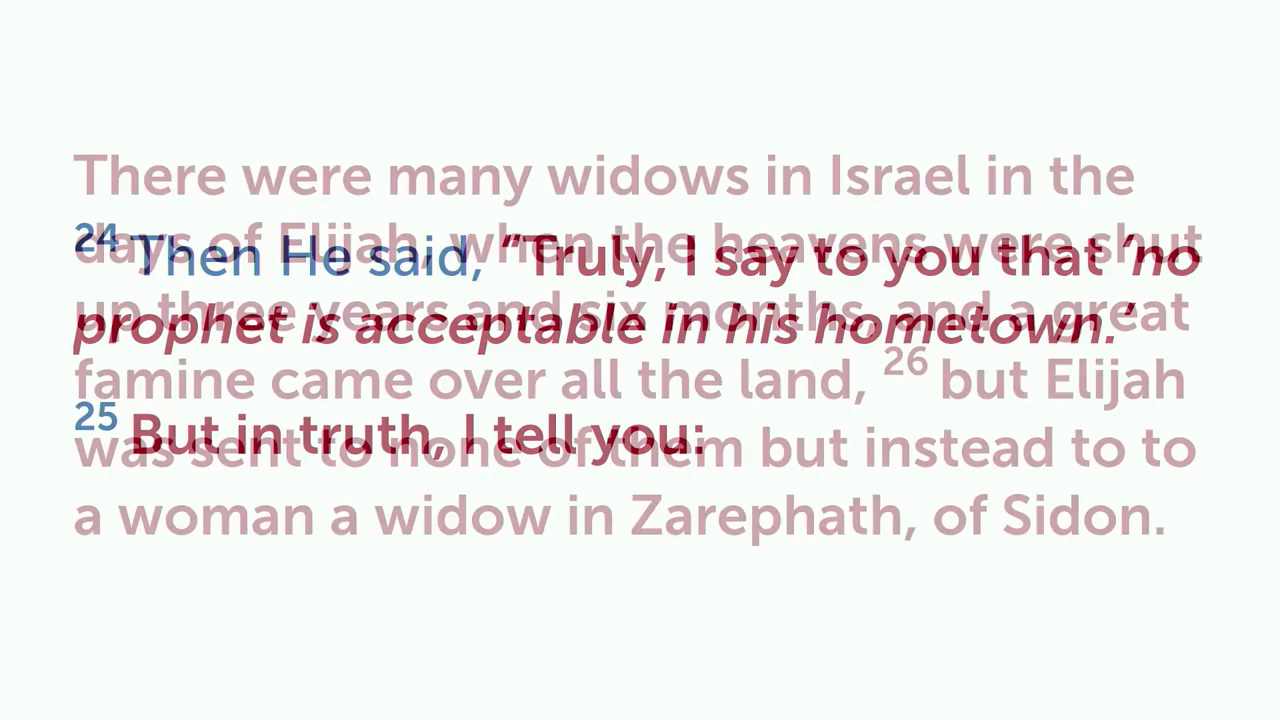 24 Then He said, "Truly, I say to you that 'no
prophet is acceptable in his hometown.'
25 But in truth, I tell you:
There were many widows in Israel in the
days of Elijah, when the heavens were shut
up three years and six months, and a great
famine came over all the land, 26 but Elijah
was sent to none of them but instead to to
a woman a widow in Zarephath, of Sidon.